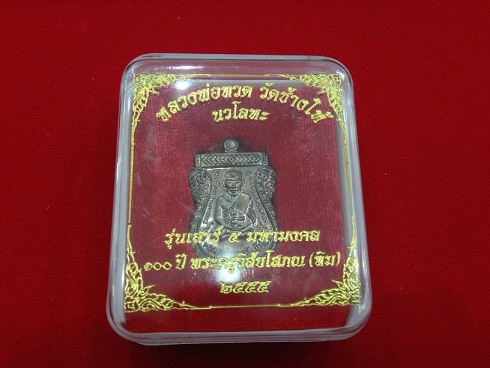 หลวงพ่อทวด วัดช้างให้
นวโลหะ
รุ่นเสาร์ ๕ มหามงคล
๑๐๐ ปี พระครูวิสัยโสภณ (ทิม)
๒๕๕๕